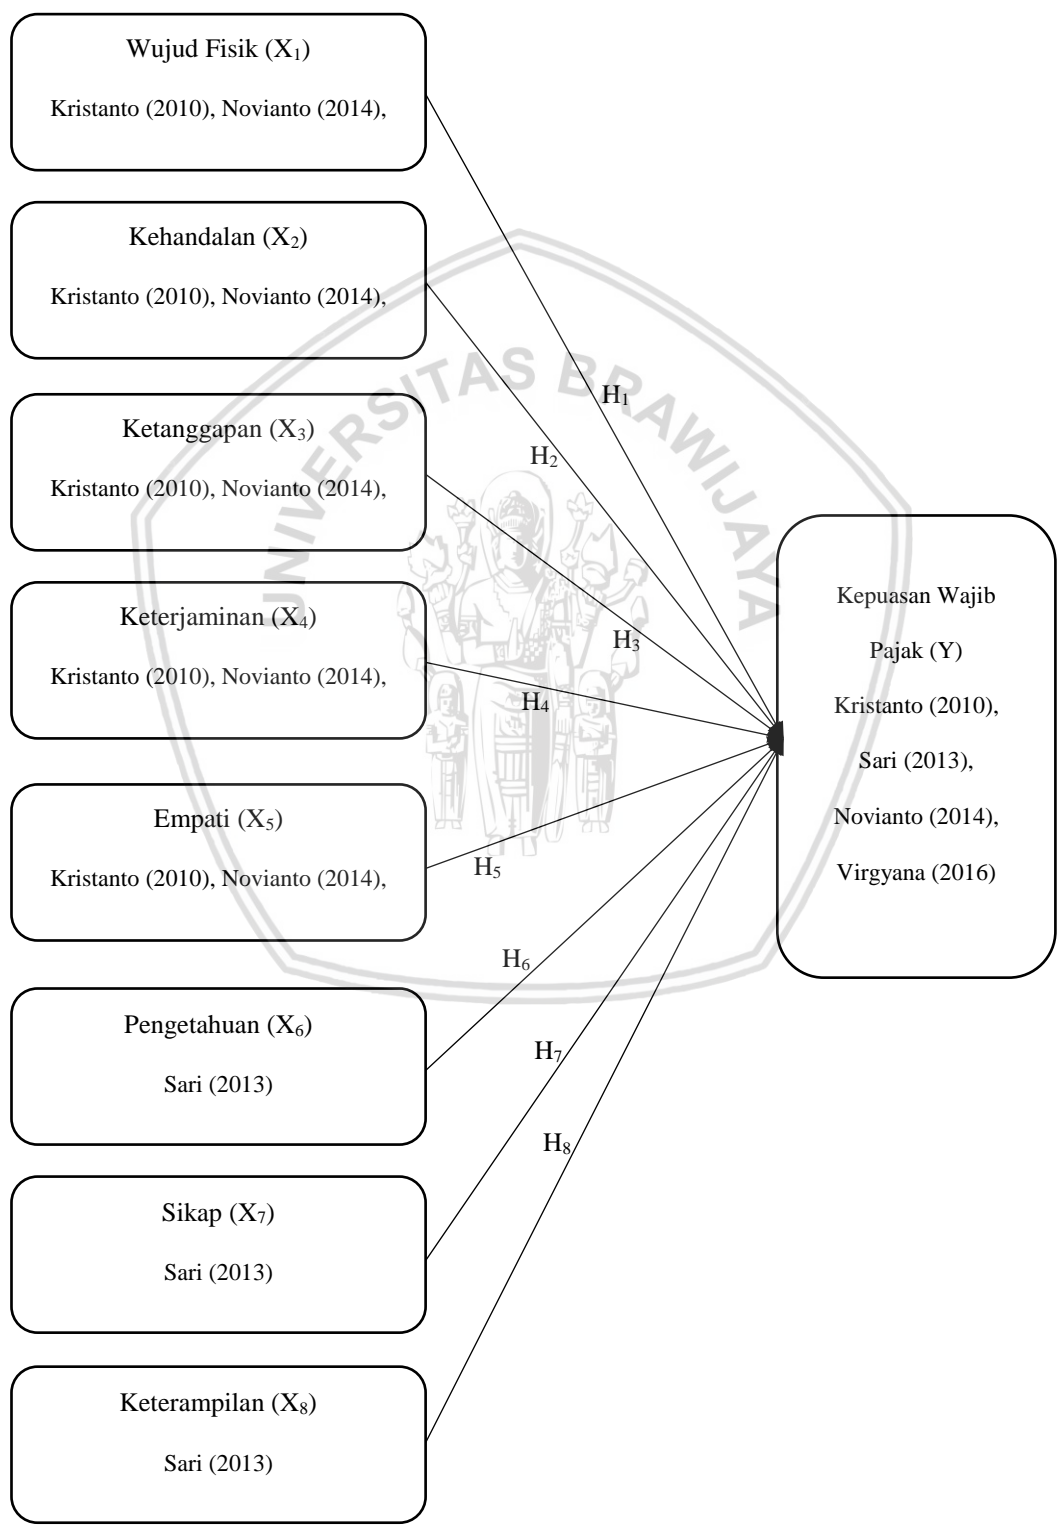 Wujud Fisik (X₁)
Kristanto (2010), Novianto (2014),
Kehandalan (X₂)
Kristanto (2010), Novianto (2014),
Ketanggapan (X₃)
Kristanto (2010), Novianto (2014),
Keterjaminan (X₄)
Kristanto (2010), Novianto (2014),
Empati (X₅)
Kristanto (2010), Novianto (2014),
Pengetahuan (X₆)
Sari (2013)
Sikap (X₇)
Sari (2013)
Keterampilan (X₈)
Sari (2013)
UNIVERSITAS BRAWIJAYA
H₁
H₂
H₃
H₄
H₅
H₆
H₇
H₈
Kepuasan Wajib
Pajak (Y)
Kristanto (2010),
Sari (2013),
Novianto (2014),
Virgyana (2016)